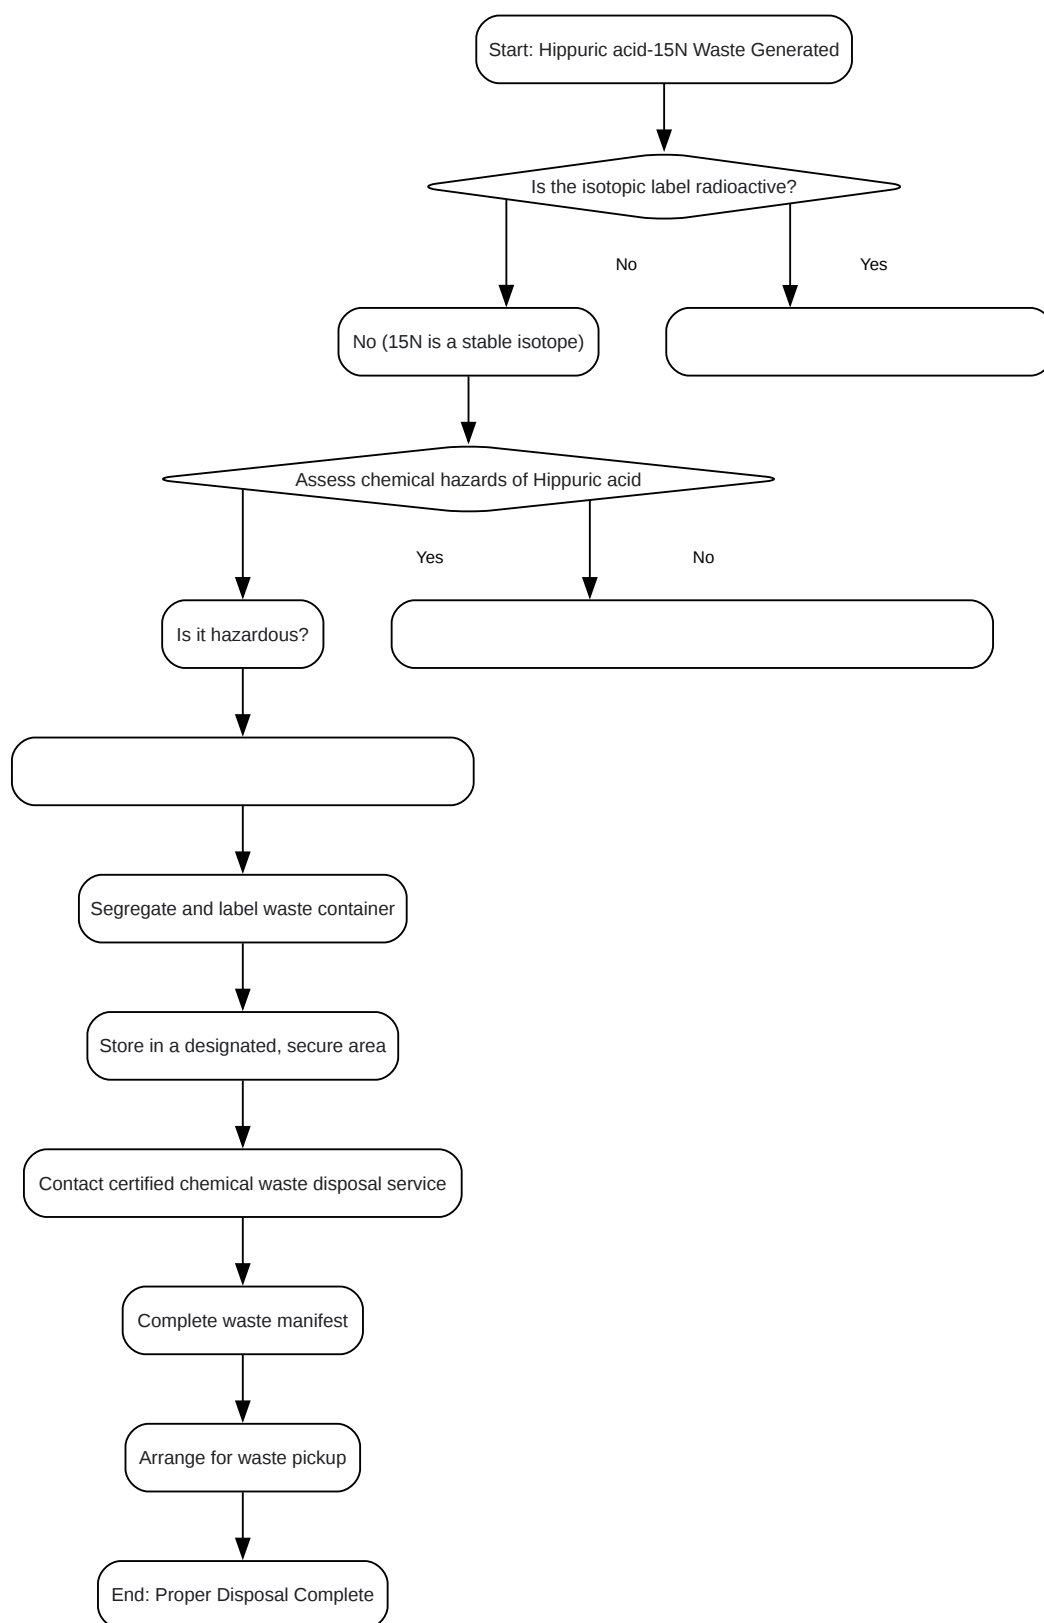 Start: Hippuric acid-15N Waste Generated
Is the isotopic label radioactive?
No
Yes
No (15N is a stable isotope)
Assess chemical hazards of Hippuric acid
Yes
No
Is it hazardous?
Segregate and label waste container
Store in a designated, secure area
Contact certified chemical waste disposal service
Complete waste manifest
Arrange for waste pickup
End: Proper Disposal Complete